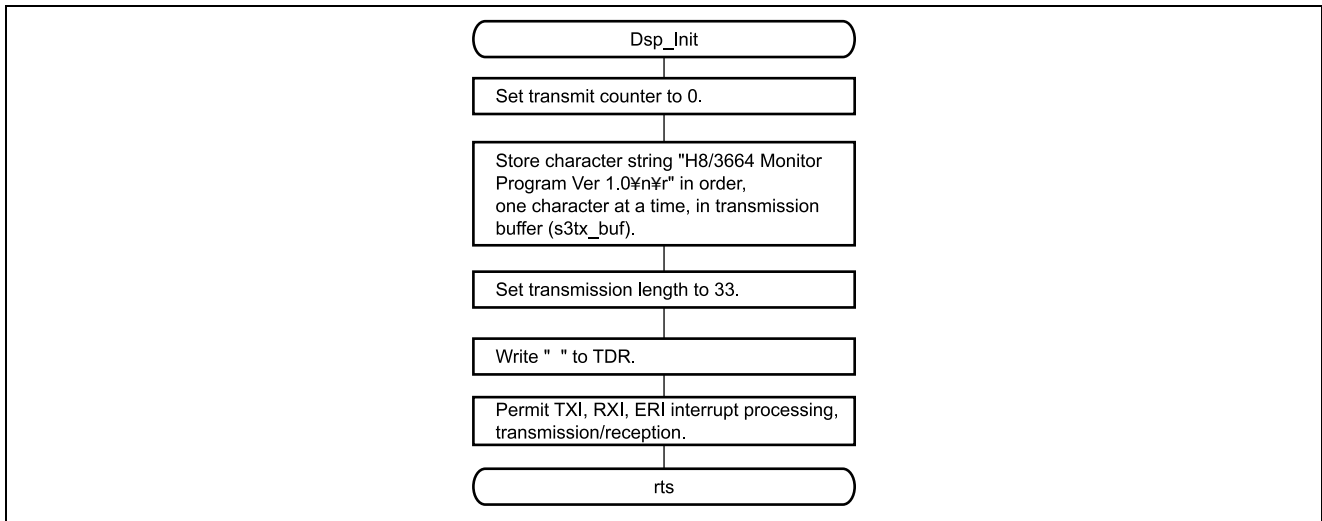 Dsp_Init
Set transmit counter to 0.
Store character string "H8/3664 Monitor
Program Ver 1.0¥n¥r" in order,
one character at a time, in transmission
buffer (s3tx_buf).
Set transmission length to 33.
Write "  " to TDR.
Permit TXI, RXI, ERI interrupt processing,
transmission/reception.
rts